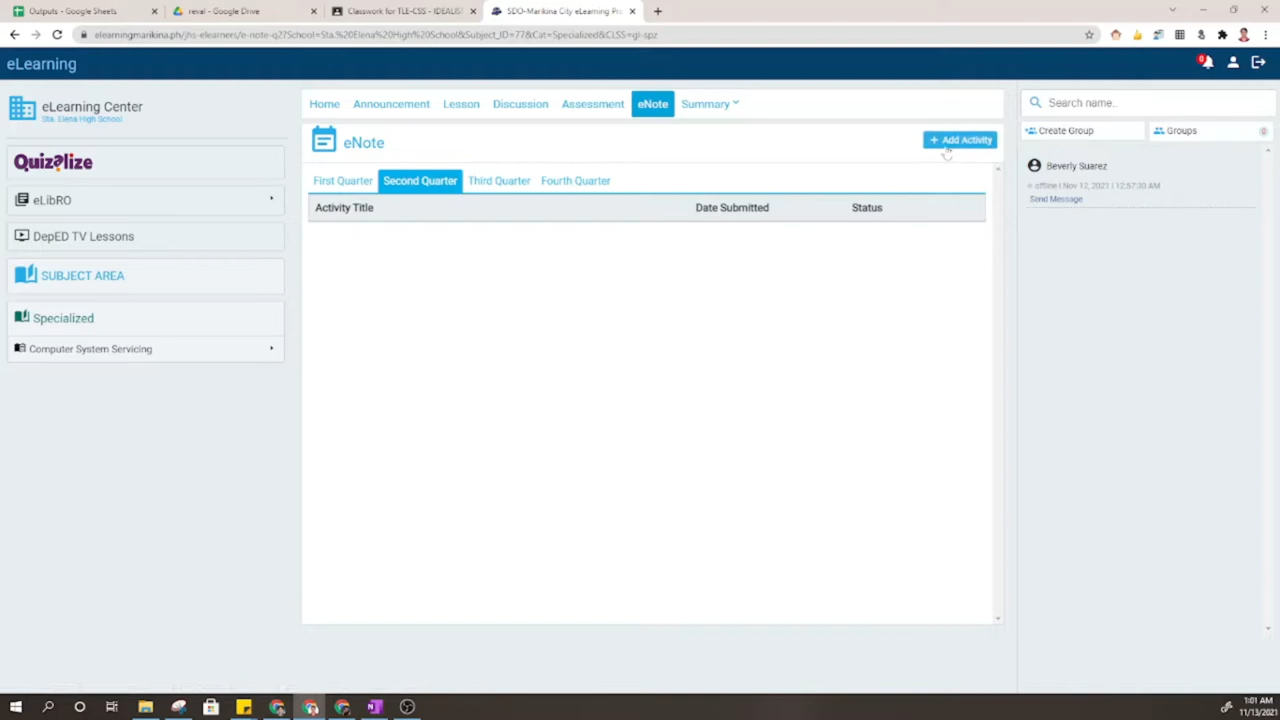 Outputs - Google Sheets
reval - Google Drive
Classwork for TLE-CSS - IDEALIS
SDO-Marikina City eLearning Pr
elearningmarikina.ph/jhs-elearners/e-note-q2?School=Sta.%20Elena%20High%20School&Subject_ID=77&Cat=Specialized&CLSS=gl-spz
eLearning
0
eLearning Center
Sta. Elena High School
Home Announcement Lesson Discussion Assessment eNote Summary
Search name..
Create Group
Groups
0
eNote
+ Add Activity
Quizalize
Beverly Suarez
offline | Nov 12, 2021 | 12:57:30 AM
Send Message
First Quarter Second Quarter Third Quarter Fourth Quarter
Activity Title Date Submitted Status
eLibRO
DepED TV Lessons
SUBJECT AREA
Specialized
Computer System Servicing
1:01 AM
11/13/2021